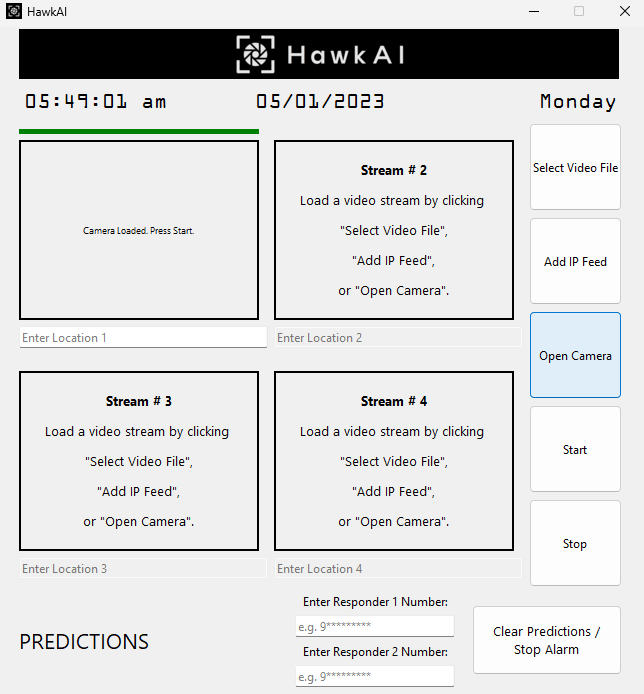 HawkAI
HawkAI
05:49:01 am 05/01/2023 Monday
Camera Loaded. Press Start.
Stream # 2
Load a video stream by clicking
"Select Video File",
"Add IP Feed",
or "Open Camera".
Select Video File
Add IP Feed
Open Camera
Start
Stop
Enter Location 1
Enter Location 2
Stream # 3
Load a video stream by clicking
"Select Video File",
"Add IP Feed",
or "Open Camera".
Stream # 4
Load a video stream by clicking
"Select Video File",
"Add IP Feed",
or "Open Camera".
Enter Location 3
Enter Location 4
PREDICTIONS
Enter Responder 1 Number:
e.g. 9*********
Enter Responder 2 Number:
e.g. 9*********
Clear Predictions /
Stop Alarm